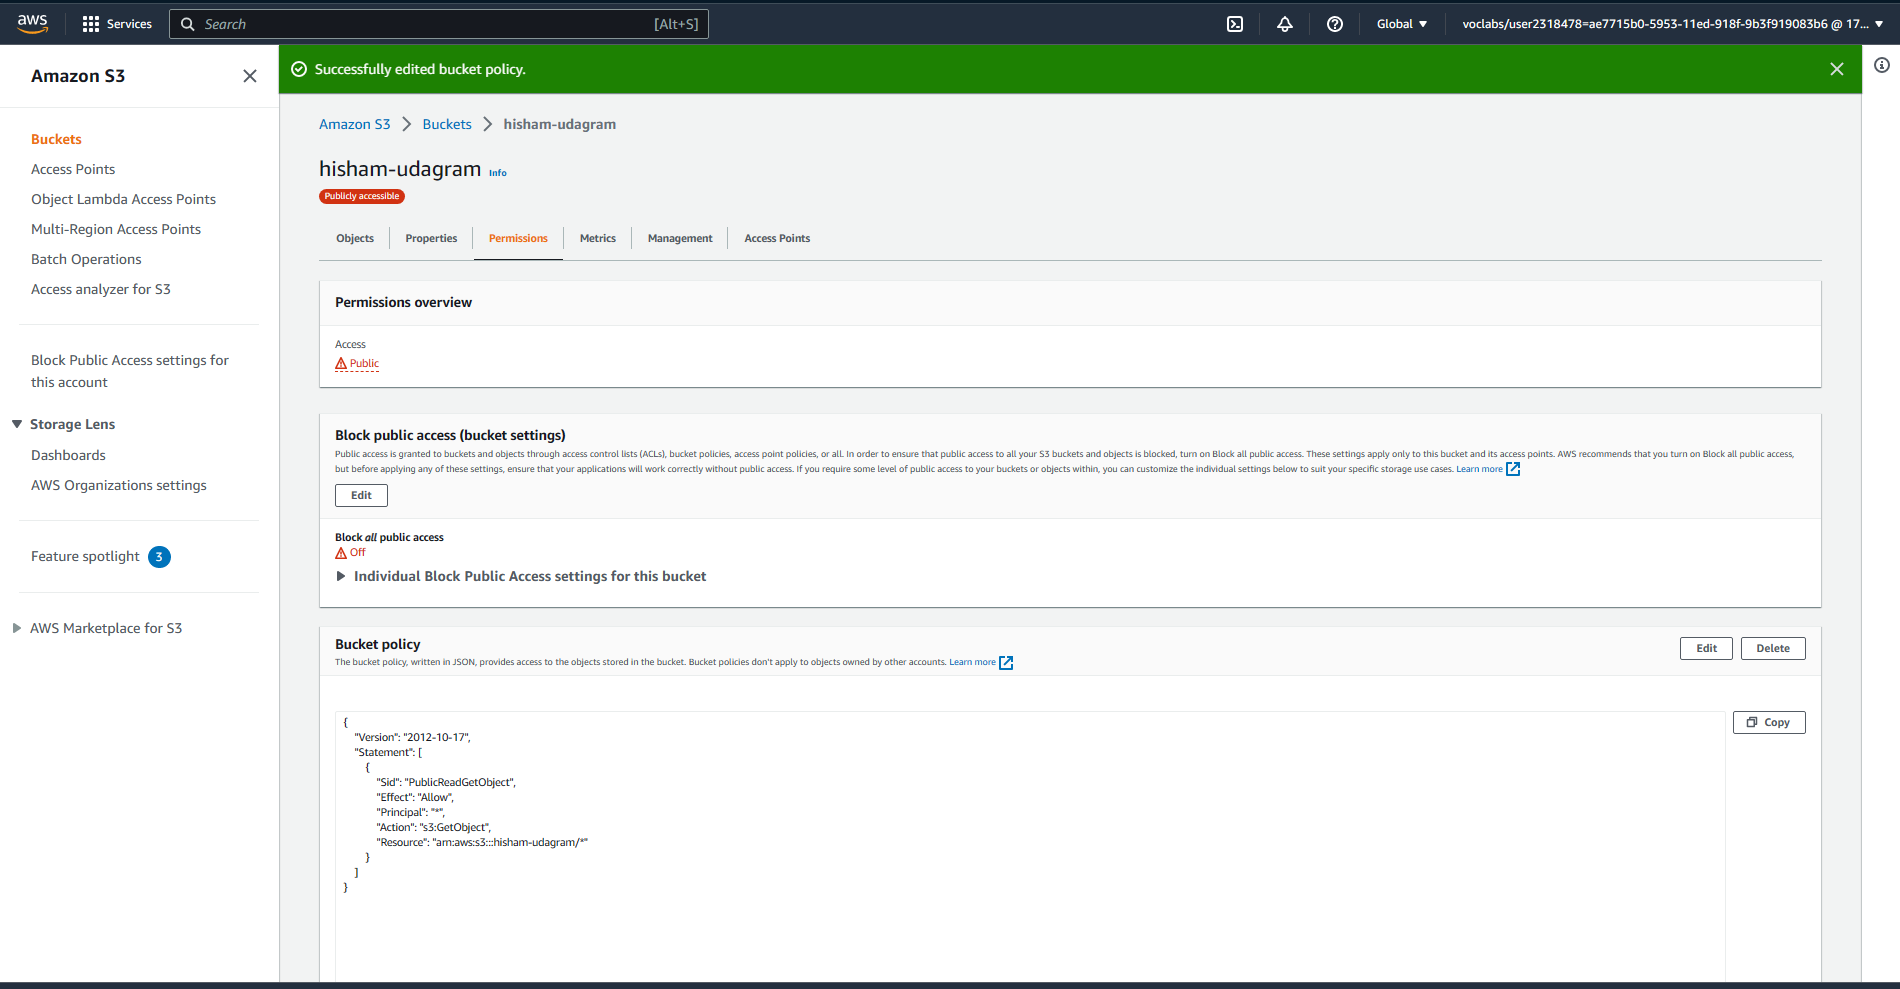 aws
Services
Search
[Alt+S]
Global
voclabs/user2318478=ae7715b0-5953-11ed-918f-9b3f919083b6 @ 17...
Amazon S3
Successfully edited bucket policy.
Buckets
Access Points
Object Lambda Access Points
Multi-Region Access Points
Batch Operations
Access analyzer for S3
Block Public Access settings for
this account
Storage Lens
Dashboards
AWS Organizations settings
Feature spotlight 3
AWS Marketplace for S3
Amazon S3 > Buckets > hisham-udagram
hisham-udagram Info
Publicly accessible
Objects Properties Permissions Metrics Management Access Points
Permissions overview
Access
Public
Block public access (bucket settings)
Public access is granted to buckets and objects through access control lists (ACLs), bucket policies, access point policies, or all. In order to ensure that public access to all your S3 buckets and objects is blocked, turn on Block all public access. These settings apply only to this bucket and its access points. AWS recommends that you turn on Block all public access,
but before applying any of these settings, ensure that your applications will work correctly without public access. If you require some level of public access to your buckets or objects within, you can customize the individual settings below to suit your specific storage use cases. Learn more
Edit
Block all public access
Off
Individual Block Public Access settings for this bucket
Bucket policy
The bucket policy, written in JSON, provides access to the objects stored in the bucket. Bucket policies don't apply to objects owned by other accounts. Learn more
Edit
Delete
Copy
{
"Version": "2012-10-17",
"Statement": [
{
"Sid": "PublicReadGetObject",
"Effect": "Allow",
"Principal": "*",
"Action": "s3:GetObject",
"Resource": "arn:aws:s3:::hisham-udagram/*"
}
]
}